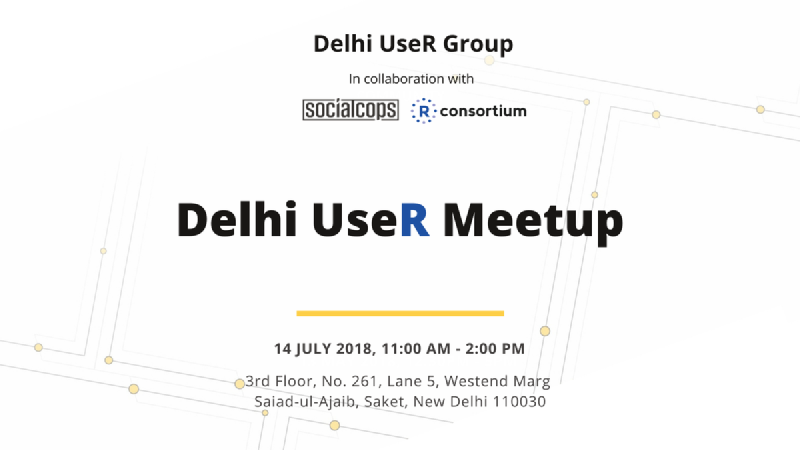 Delhi UseR Group
In collaboration with
socialcops R consortium
Delhi UseR Meetup
14 JULY 2018, 11:00 AM - 2:00 PM
3rd Floor, No. 261, Lane 5, Westend Marg
Saiad-ul-Ajaib, Saket, New Delhi 110030